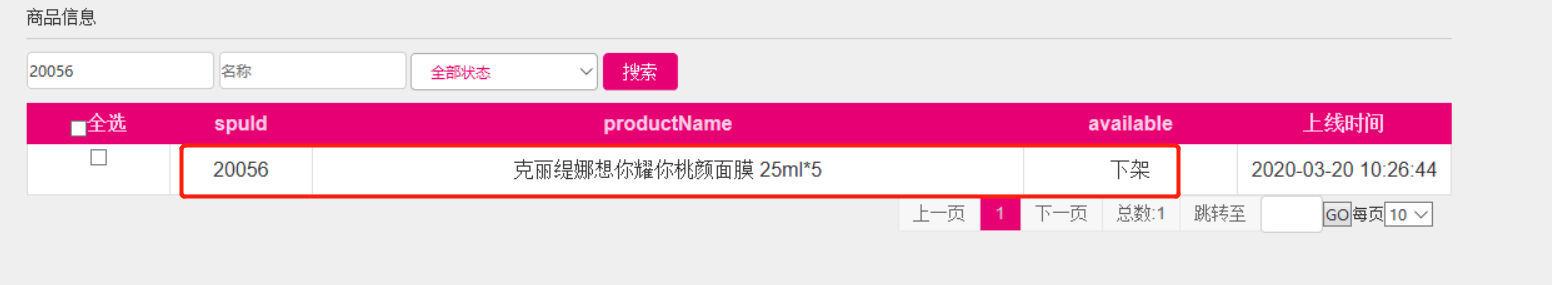 商品信息
20056 名称 全部状态 搜索
全选 spuId productName available 上线时间
20056 克丽缇娜想你耀你桃颜面膜 25ml*5 下架 2020-03-20 10:26:44
上一页 1 下一页 总数:1 跳转至 GO 每页 10